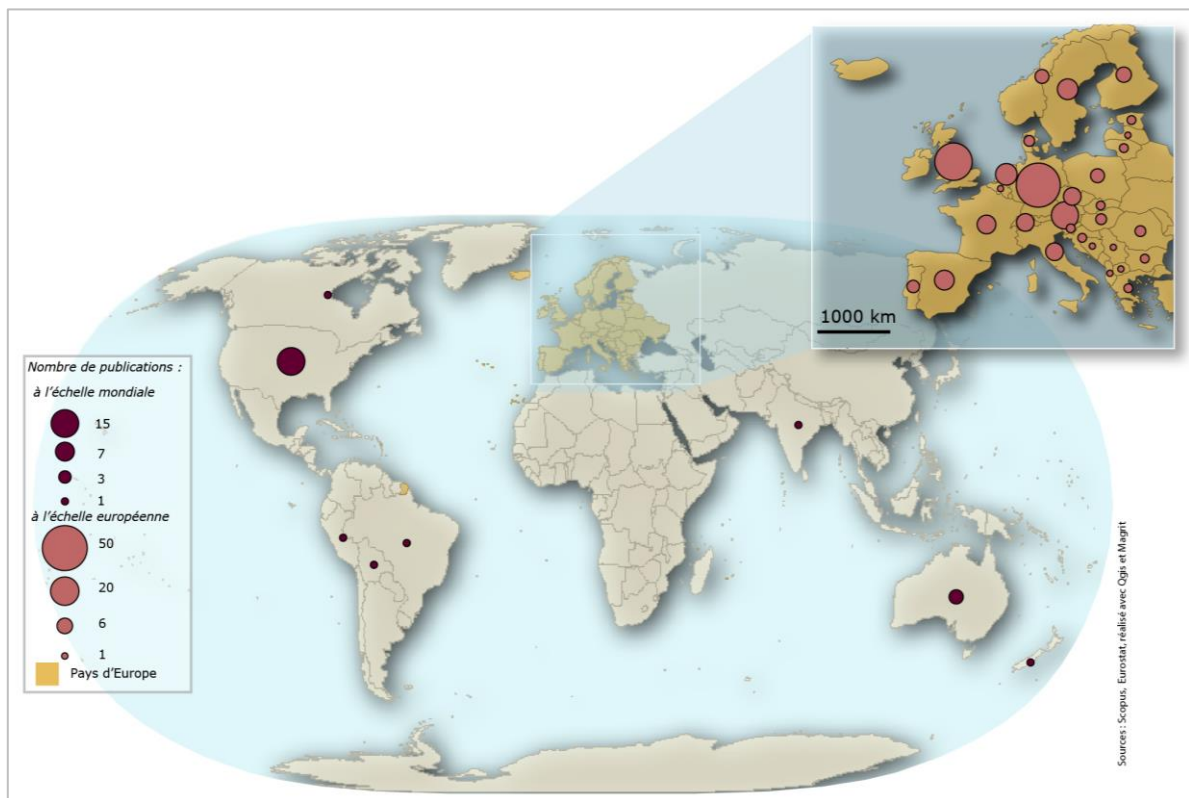 1000 km
Nombre de publications :
à l'échelle mondiale
15
7
3
1
à l'échelle européenne
50
20
6
1
Pays d'Europe
Sources : Scopus, Eurostat, réalisé avec Qgis et Magrit